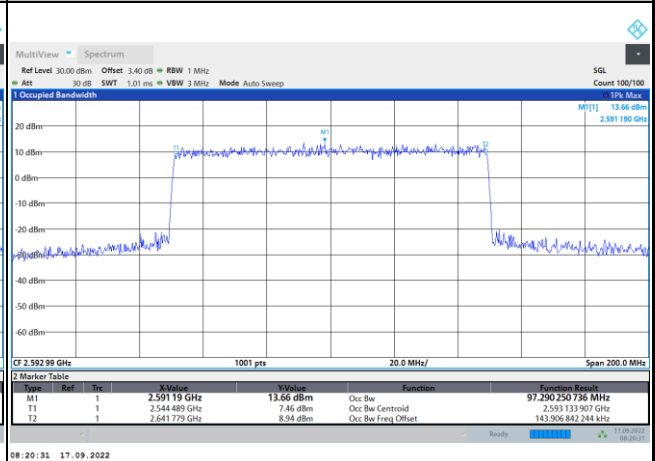 MultiView Spectrum
Ref Level 30.00 dBm Offset 3.40 dB RBW 1 MHz SGL
Att 30 dB SWT 1.01 ms VBW 3 MHz Mode Auto Sweep Count 100/100
1 Occupied Bandwidth 1Pk Max
M1[1] 13.66 dBm
2.591 190 GHz
20 dBm
M1
T1
T2
10 dBm
0 dBm
-10 dBm
-20 dBm
-30 dBm
-40 dBm
-50 dBm
-60 dBm
CF 2.592 99 GHz 1001 pts 20.0 MHz/ Span 200.0 MHz
2 Marker Table
Type Ref Trc X-Value Y-Value Function Function Result
M1 1 2.591 19 GHz 13.66 dBm Occ Bw 97.290 250 736 MHz
T1 1 2.544 489 GHz 7.46 dBm Occ Bw Centroid 2.593 133 907 GHz
T2 1 2.641 779 GHz 8.94 dBm Occ Bw Freq Offset 143.906 842 244 kHz
Ready 17.09.2022
08:20:31
08:20:31 17.09.2022